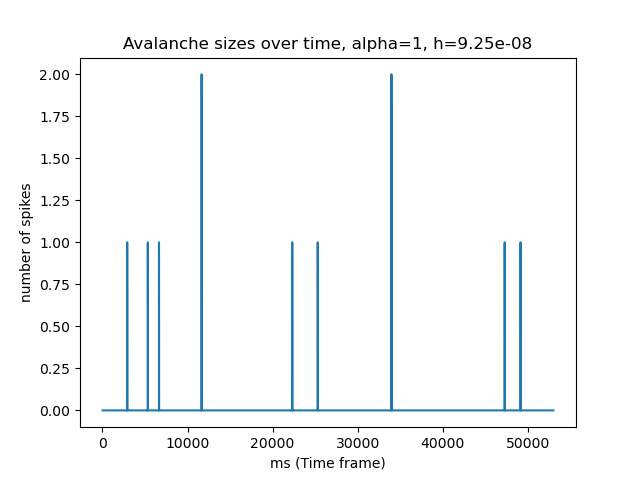 Avalanche sizes over time, alpha=1, h=9.25e-08
2.00
1.75
1.50
1.25
1.00
0.75
0.50
0.25
0.00
number of spikes
0 10000 20000 30000 40000 50000
ms (Time frame)